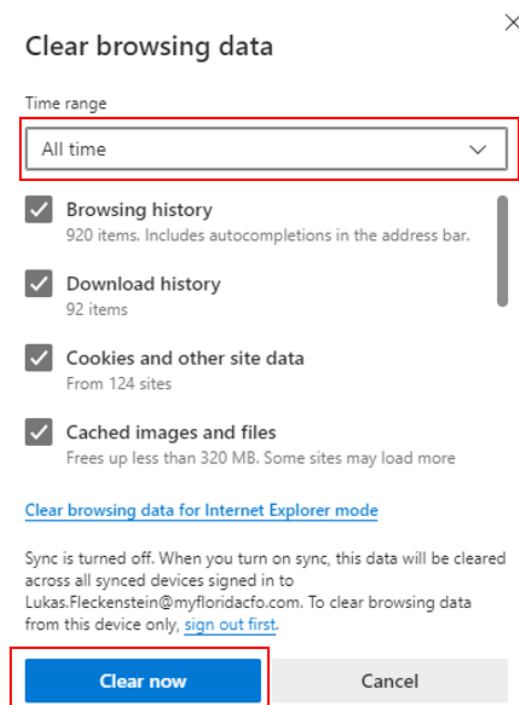 Clear browsing data
Time range
All time
Browsing history
920 items. Includes autocompletions in the address bar.
Download history
92 items
Cookies and other site data
From 124 sites
Cached images and files
Frees up less than 320 MB. Some sites may load more
Clear browsing data for Internet Explorer mode
Sync is turned off. When you turn on sync, this data will be cleared
across all synced devices signed in to
Lukas.Fleckenstein@myfloridacfo.com. To clear browsing data
from this device only, sign out first.
Clear now
Cancel